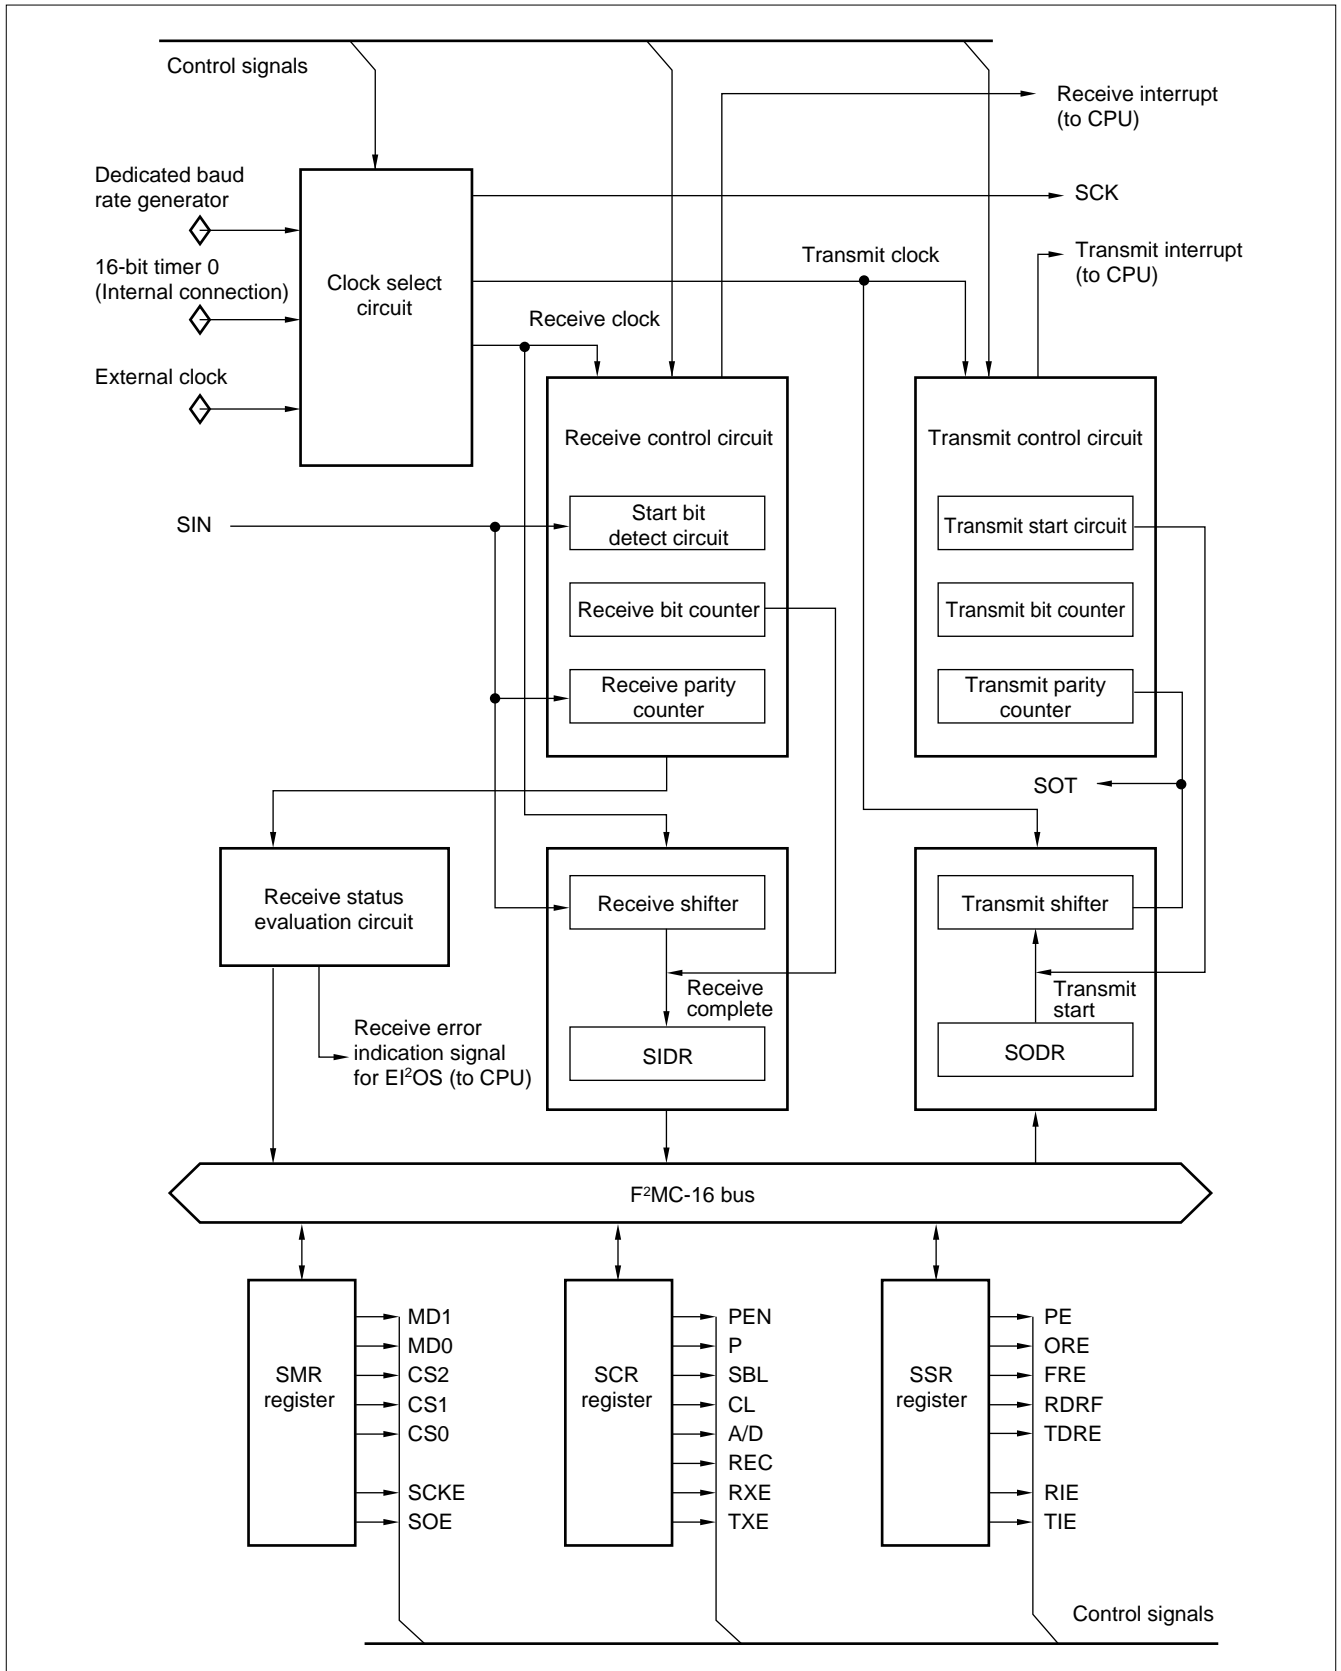 Control signals
Receive interrupt
(to CPU)
Dedicated baud
rate generator
SCK
16-bit timer 0
(Internal connection)
Clock select
circuit
Transmit clock
Transmit interrupt
(to CPU)
Receive clock
External clock
Receive control circuit
Transmit control circuit
SIN
Start bit
detect circuit
Transmit start circuit
Receive bit counter
Transmit bit counter
Receive parity
counter
Transmit parity
counter
SOT
Receive status
evaluation circuit
Receive shifter
Transmit shifter
Receive
complete
Transmit
start
Receive error
indication signal
for EI²OS (to CPU)
SIDR
SODR
F²MC-16 bus
SMR
register
MD1
MD0
CS2
CS1
CS0
SCKE
SOE
SCR
register
PEN
P
SBL
CL
A/D
REC
RXE
TXE
SSR
register
PE
ORE
FRE
RDRF
TDRE
RIE
TIE
Control signals